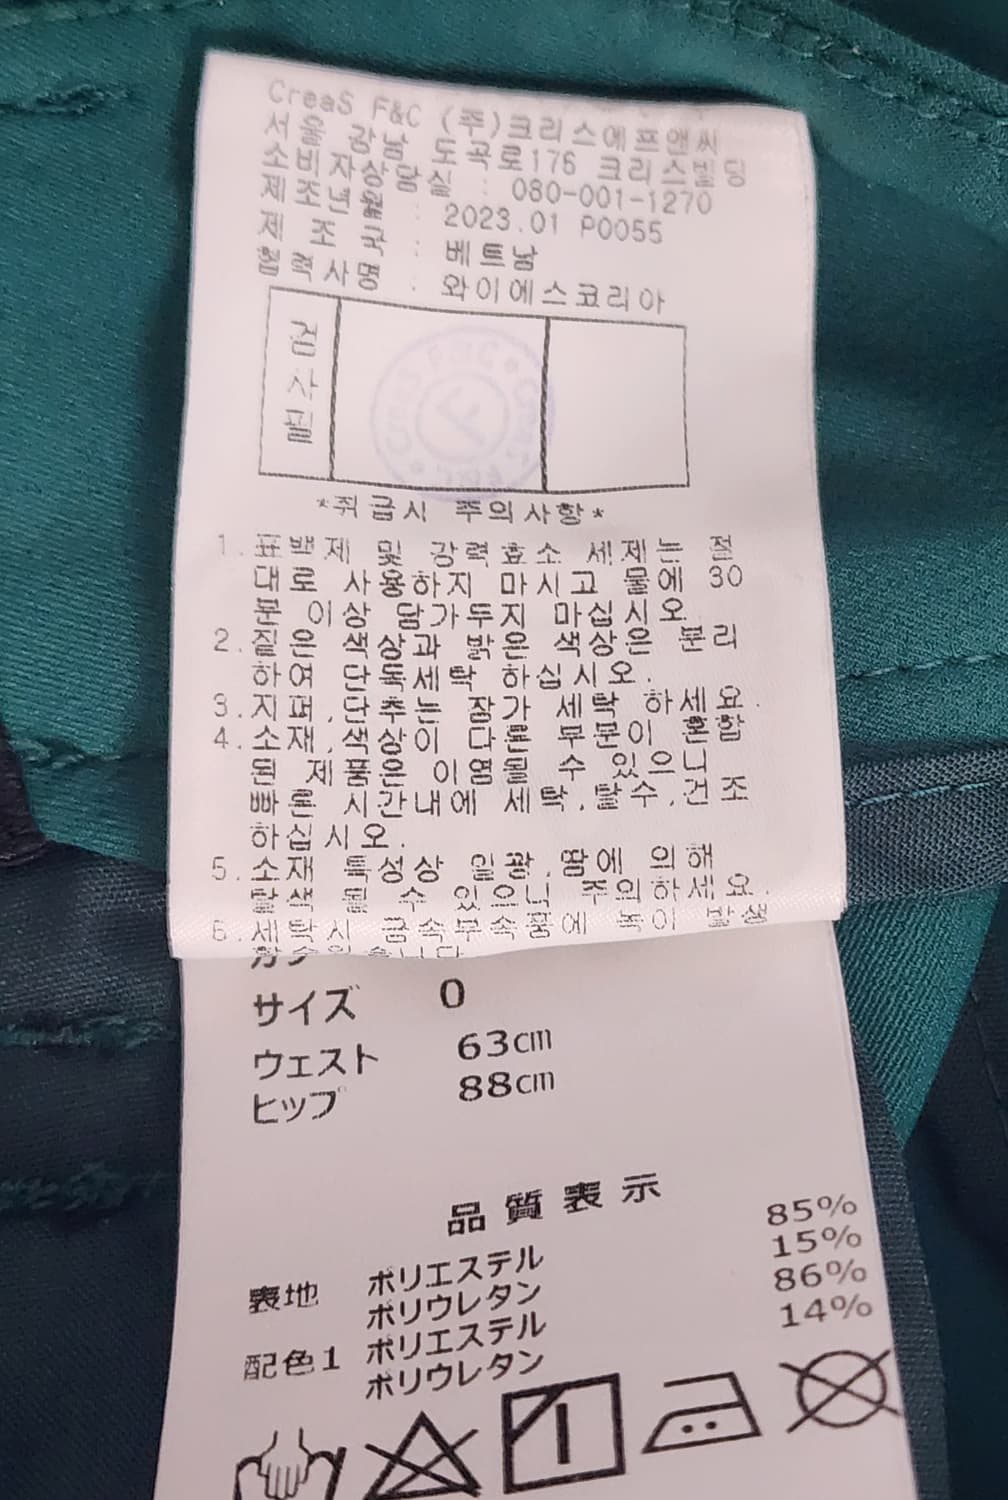 CreaS F&C (주)크리스에프앤씨
서울 강남 도곡로176 크리스빌딩
소비자상담실 : 080-001-1270
제조년월 : 2023.01 P0055
제 조 국 : 베트남
협력사명 : 와이에스코리아
검사필
CreaS F&C
*취급시 주의사항*
1.표백제 및 강력효소 세제는 절
대로 사용하지 마시고 물에 30
분 이상 담가두지 마십시오.
2.짙은 색상과 밝은 색상은 분리
하여 단독세탁 하십시오.
3.지퍼,단추는 잠가 세탁 하세요.
4.소재,색상이 다른 부분이 혼합
된 제품은 이염될 수 있으니
빠른 시간내에 세탁,탈수,건조
하십시오.
5.소재 특성상 일광,땀에 의해
탈색 될 수 있으니 주의하세요.
6.세탁시 금속부속품에 녹이 발생
サイズ 0
ウェスト 63cm
ヒップ 88cm
品質表示
表地 ポリエステル 85%
ポリウレタン 15%
配色1 ポリエステル 86%
ポリウレタン 14%